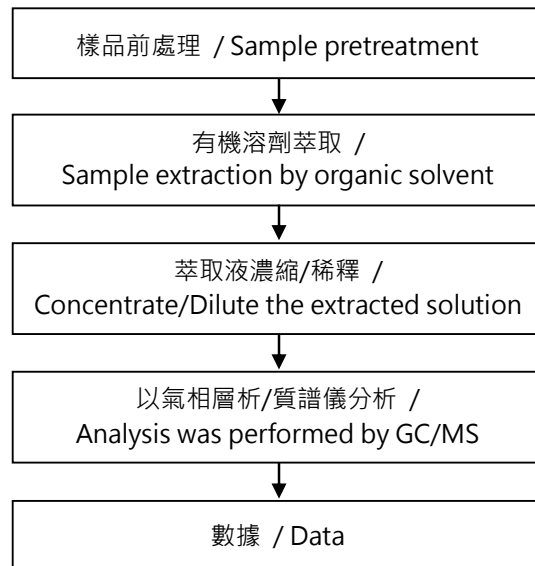 樣品前處理 / Sample pretreatment
有機溶劑萃取 /
Sample extraction by organic solvent
萃取液濃縮/稀釋 /
Concentrate/Dilute the extracted solution
以氣相層析/質譜儀分析 /
Analysis was performed by GC/MS
數據 / Data